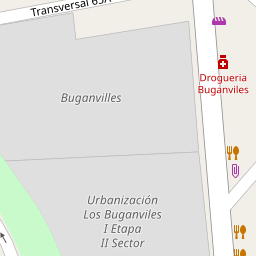 Transversal 65A
Buganvilles
Drogueria
Buganviles
Urbanización
Los Buganviles
I Etapa
II Sector